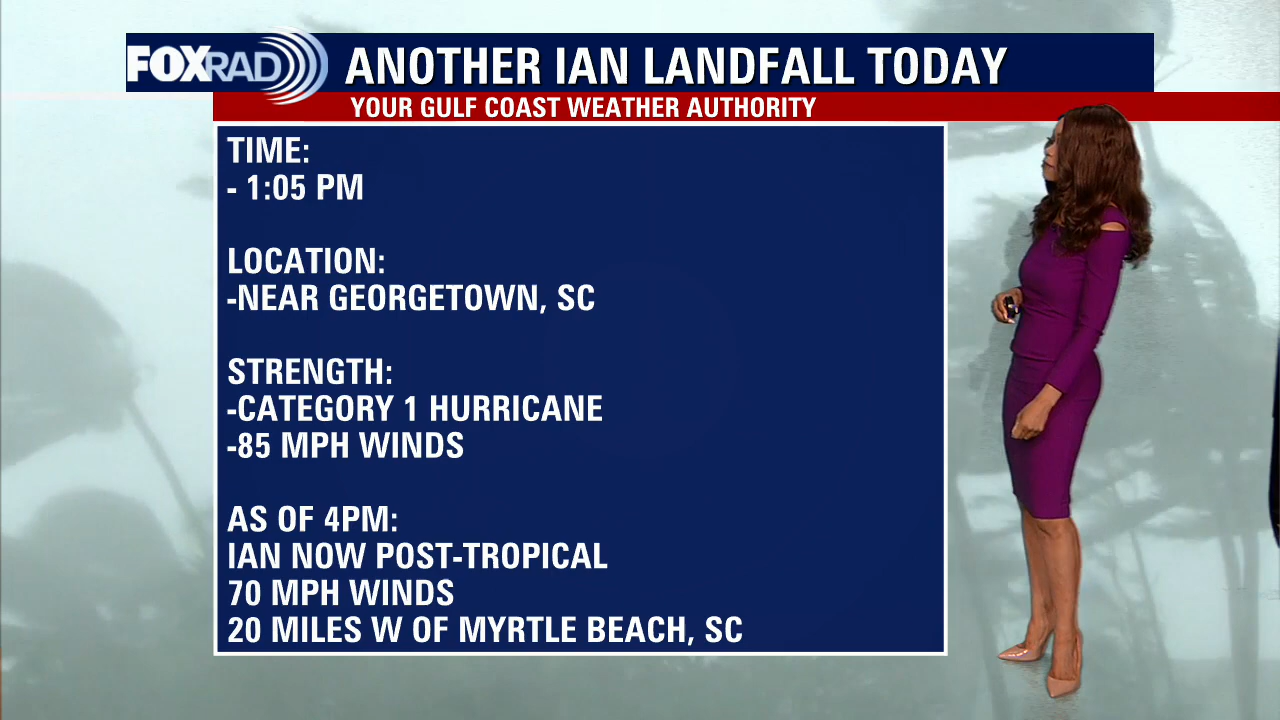 FOXRAD ANOTHER IAN LANDFALL TODAY
YOUR GULF COAST WEATHER AUTHORITY
TIME:
- 1:05 PM
LOCATION:
-NEAR GEORGETOWN, SC
STRENGTH:
-CATEGORY 1 HURRICANE
-85 MPH WINDS
AS OF 4PM:
IAN NOW POST-TROPICAL
70 MPH WINDS
20 MILES W OF MYRTLE BEACH, SC